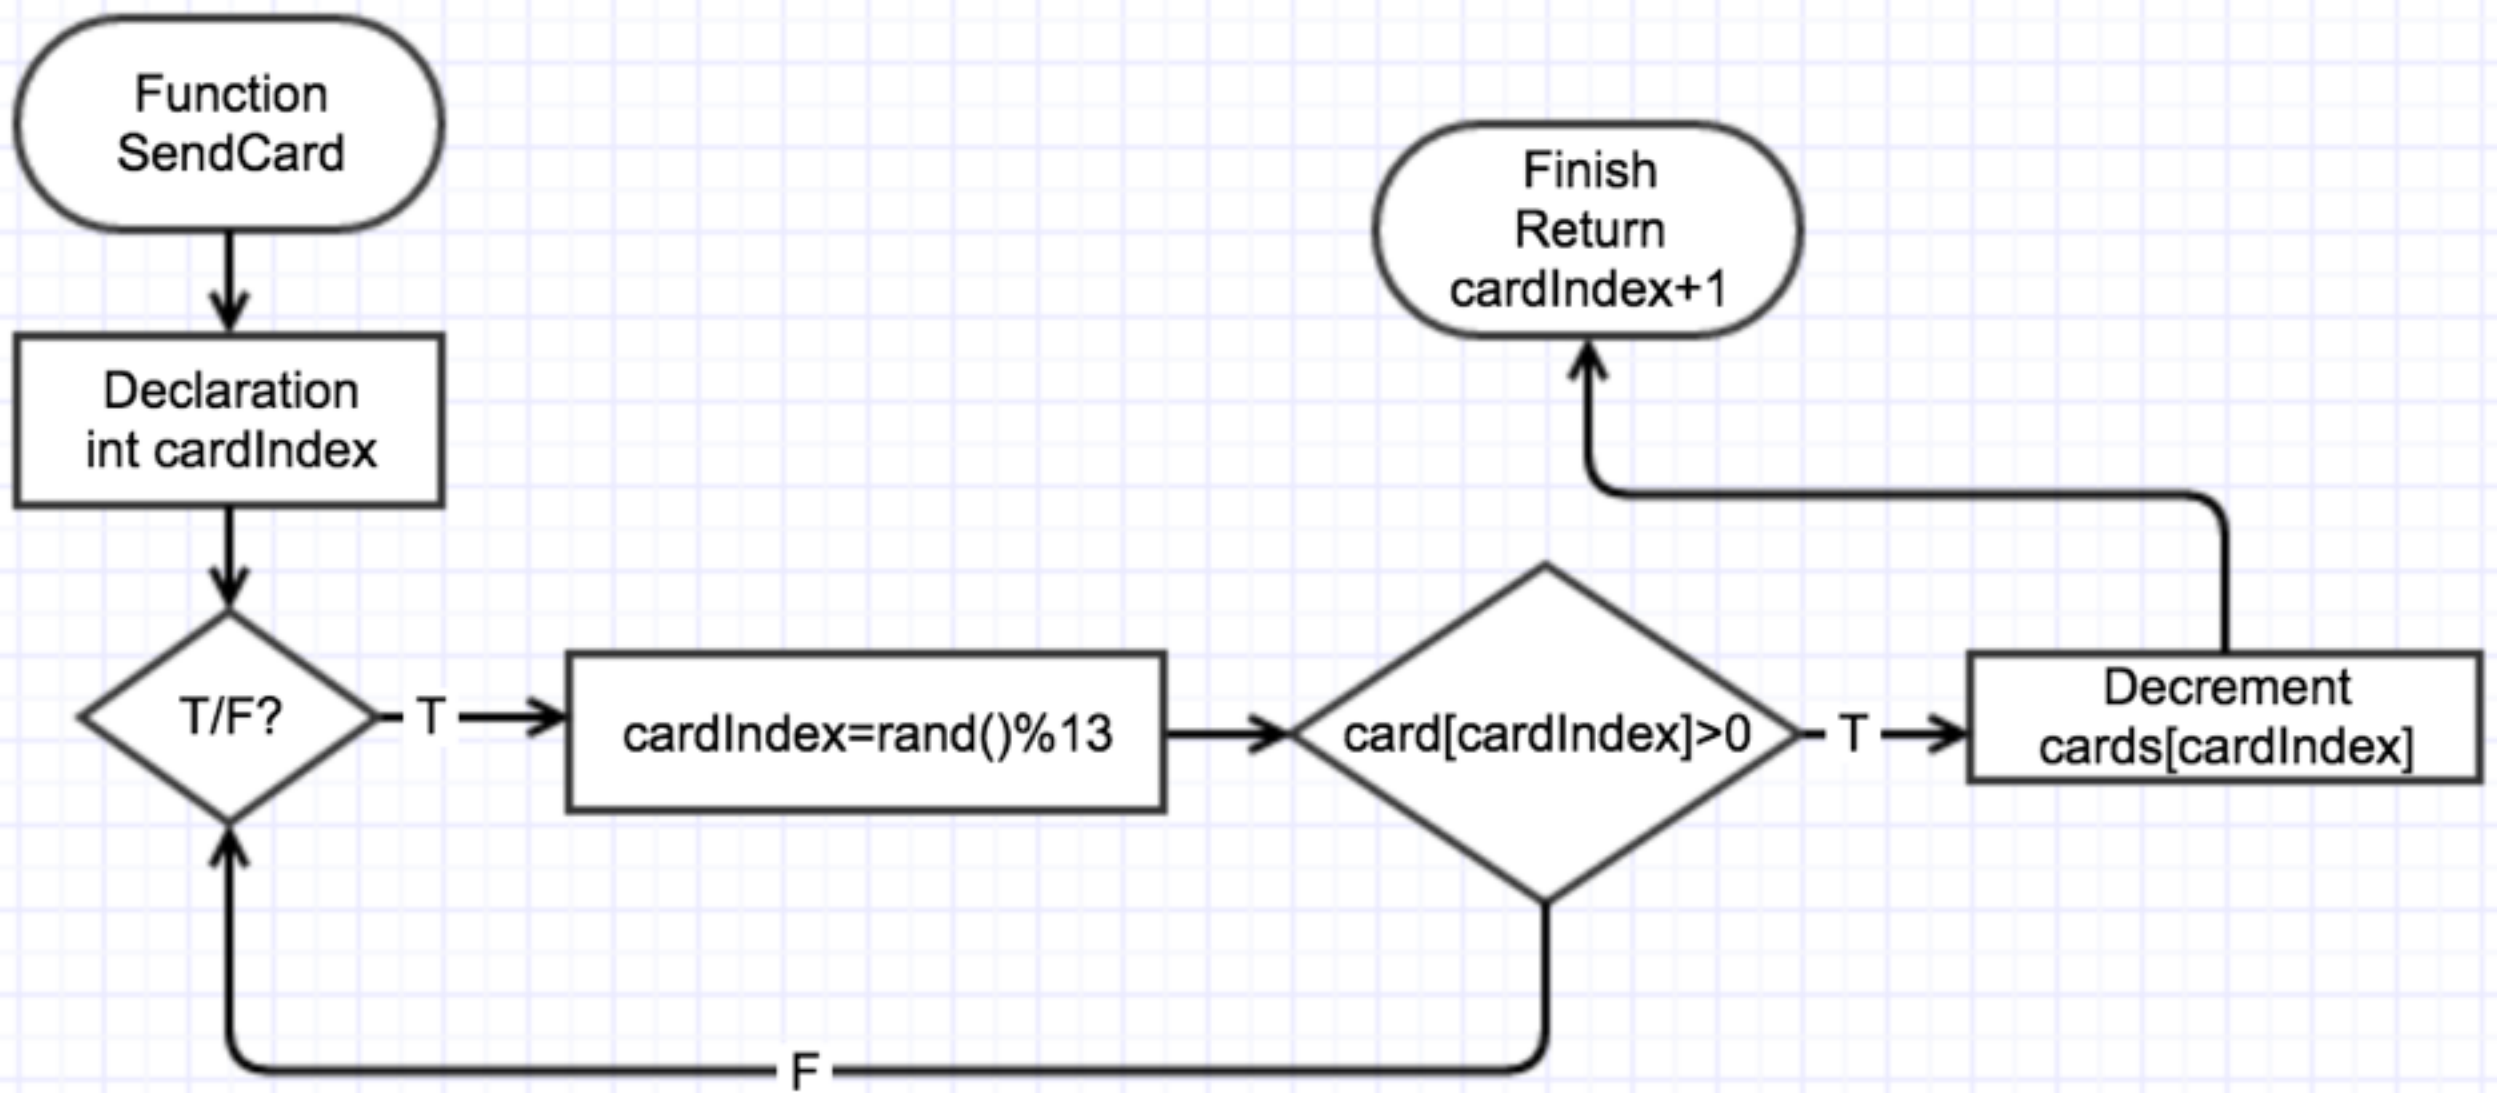 Function
SendCard
Declaration
int cardIndex
T/F?
T
cardIndex=rand()%13
card[cardIndex]>0
T
Decrement
cards[cardIndex]
Finish
Return
cardIndex+1
F